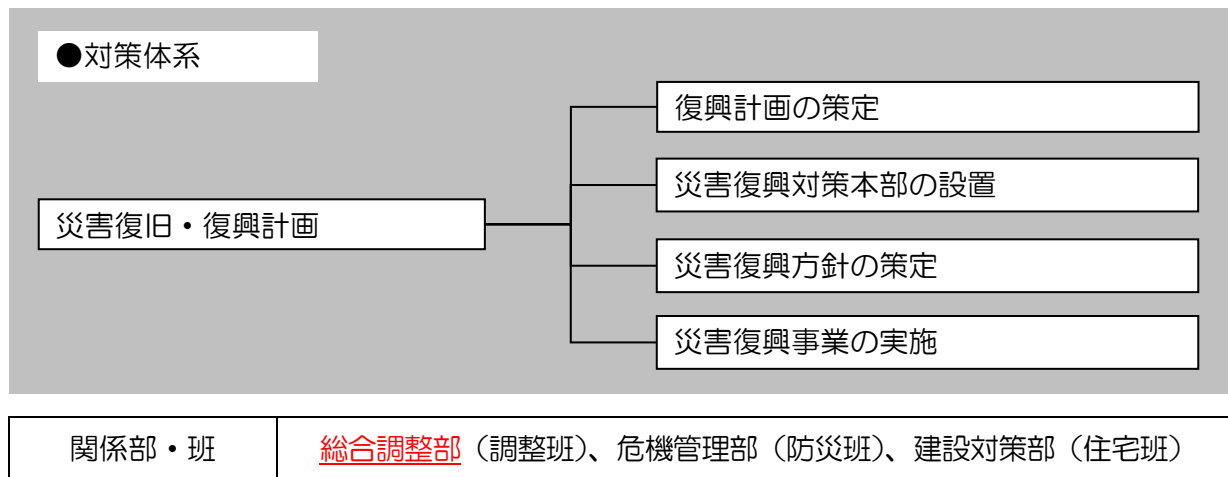 ●対策体系
復興計画の策定
災害復興対策本部の設置
災害復旧・復興計画
災害復興方針の策定
災害復興事業の実施
関係部・班 総合調整部（調整班）、危機管理部（防災班）、建設対策部（住宅班）